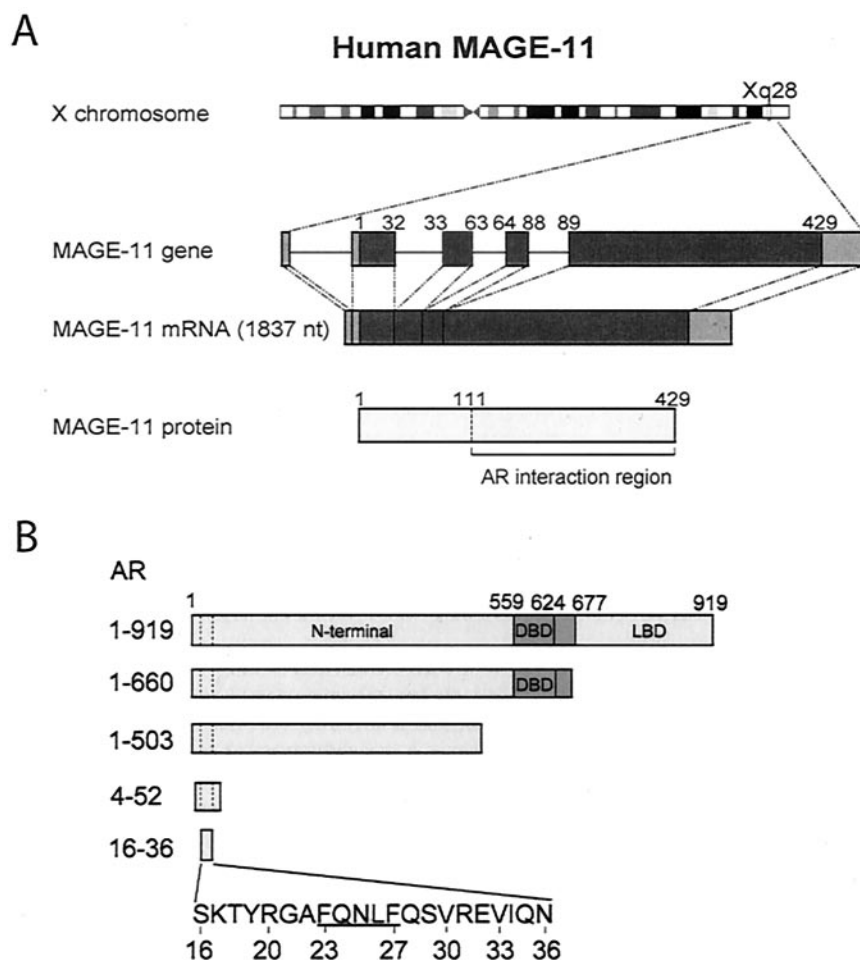 A
Human MAGE-11
Xq28
X chromosome
1 32 33 63 64 88 89 429
MAGE-11 gene
MAGE-11 mRNA (1837 nt)
1 111 429
MAGE-11 protein
AR interaction region
B
AR
1 559 624 677 919
1-919 N-terminal DBD LBD
1-660 DBD
1-503
4-52
16-36
SKTYRGAFQNLFQSVREVIQN
16 20 23 27 30 33 36